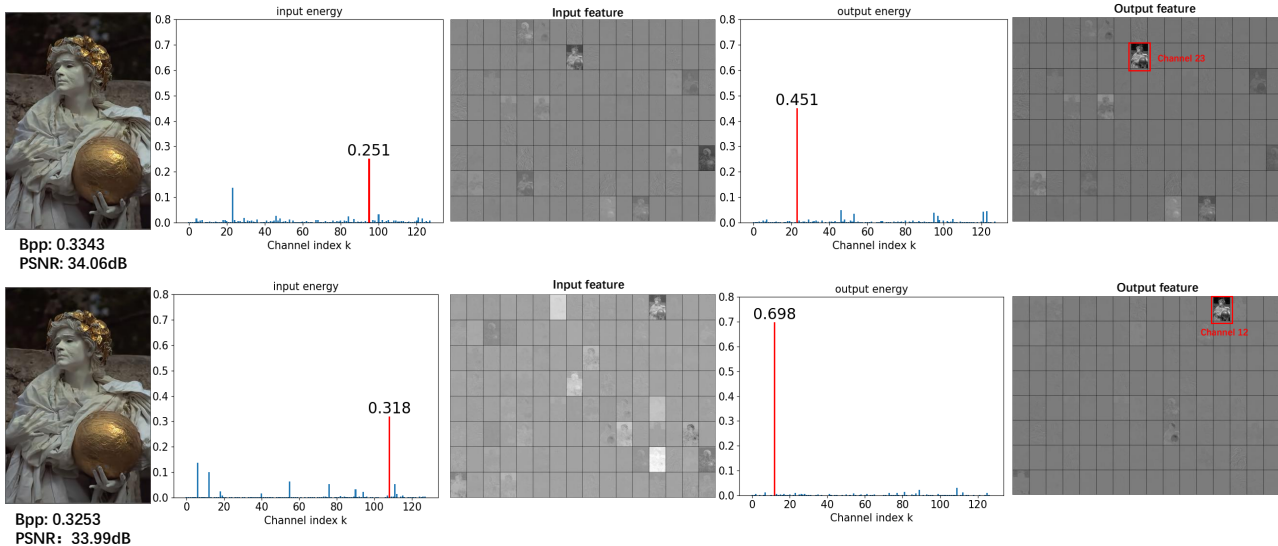 input energy
0.8
0.7
0.6
0.5
0.4
0.3
0.2
0.1
0.0
0.251
0 20 40 60 80 100 120
Channel index k
Input feature
output energy
0.8
0.7
0.6
0.5
0.4
0.3
0.2
0.1
0.0
0.451
0 20 40 60 80 100 120
Channel index k
Output feature
Channel 23
Bpp: 0.3343
PSNR: 34.06dB
input energy
0.8
0.7
0.6
0.5
0.4
0.3
0.2
0.1
0.0
0.318
0 20 40 60 80 100 120
Channel index k
Input feature
output energy
0.8
0.7
0.6
0.5
0.4
0.3
0.2
0.1
0.0
0.698
0 20 40 60 80 100 120
Channel index k
Output feature
Channel 12
Bpp: 0.3253
PSNR：33.99dB